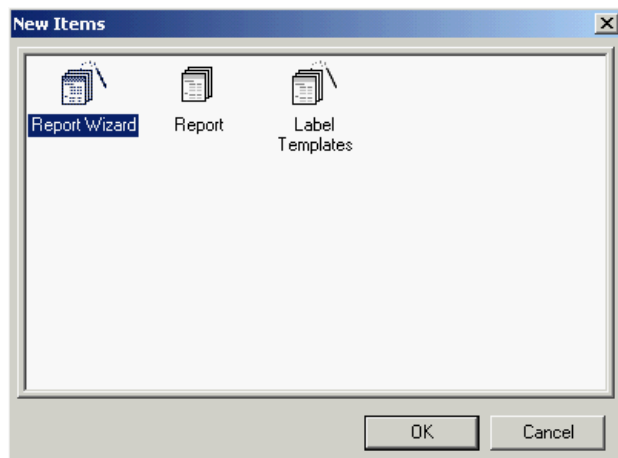 New Items
Report Wizard
Report
Label
Templates
OK
Cancel